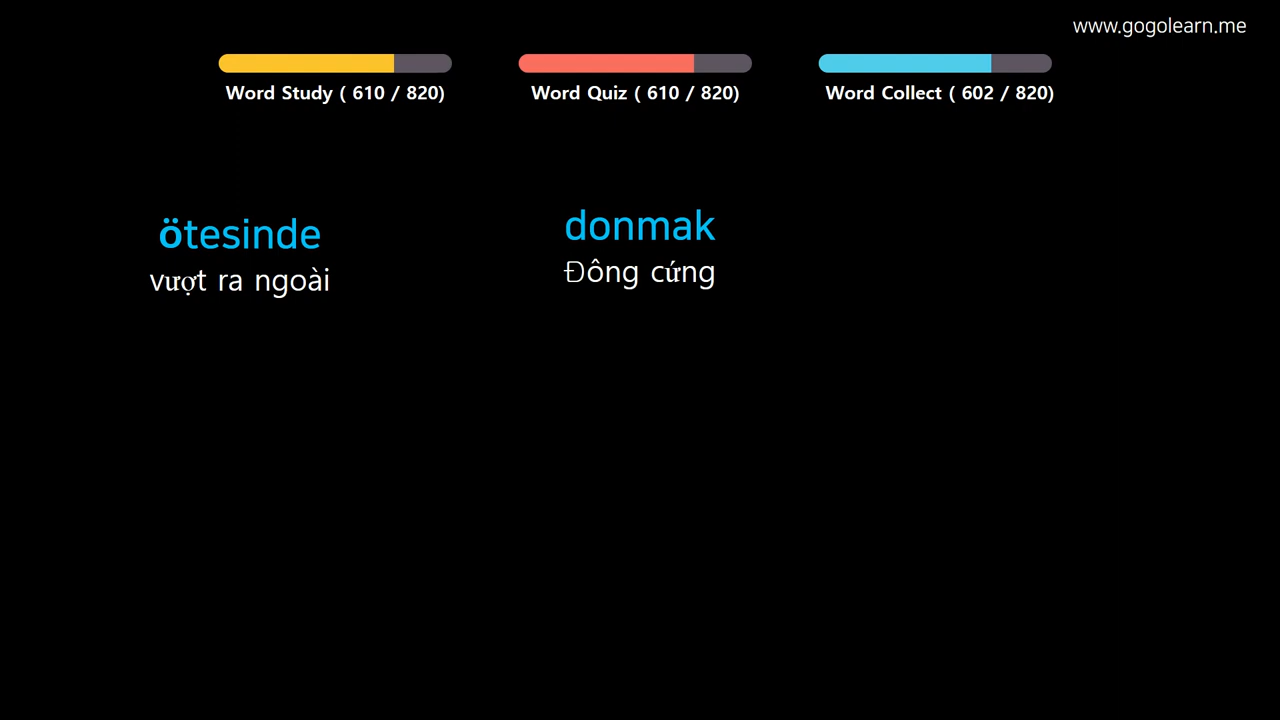 www.gogolearn.me
Word Study ( 610 / 820)
Word Quiz ( 610 / 820)
Word Collect ( 602 / 820)
ötesinde
vượt ra ngoài
donmak
Đông cứng